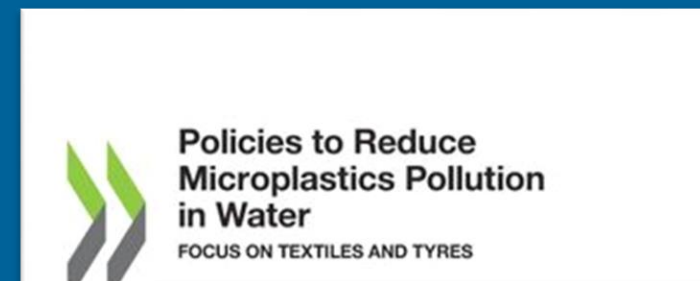 Policies to Reduce
Microplastics Pollution
in Water
FOCUS ON TEXTILES AND TYRES